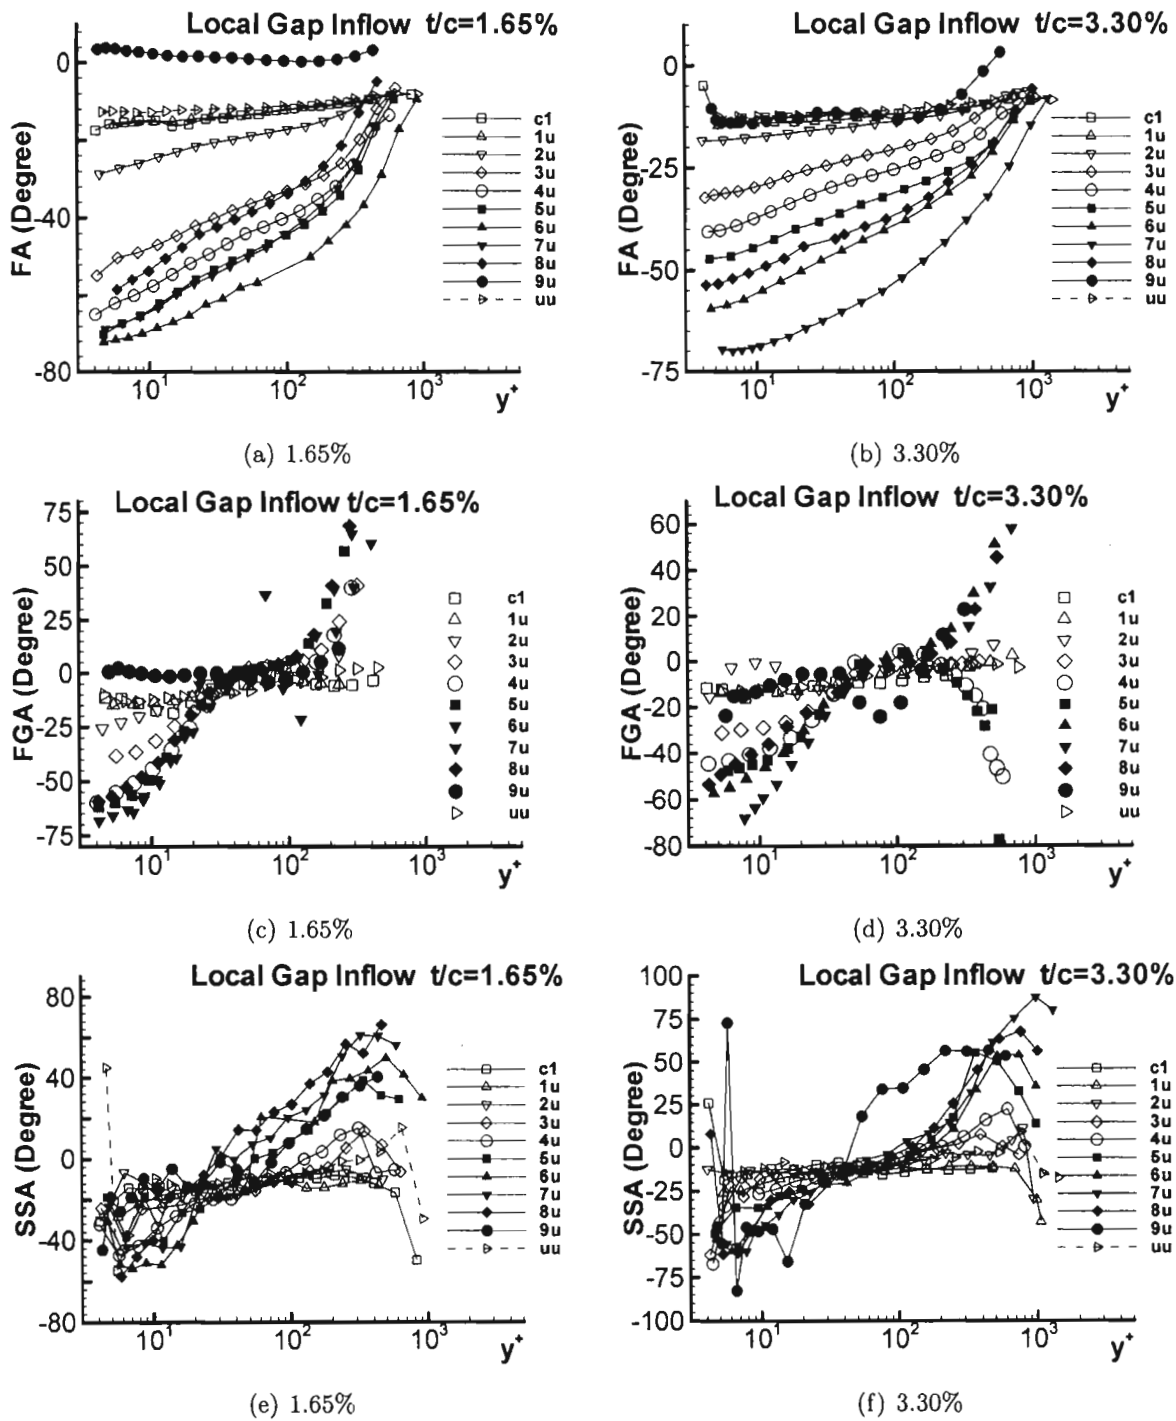 Local Gap Inflow t/c=1.65%
FA (Degree)
0
-40
-80
10¹
10²
10³
y⁺
c1
1u
2u
3u
4u
5u
6u
7u
8u
9u
uu
(a) 1.65%
Local Gap Inflow t/c=3.30%
FA (Degree)
0
-25
-50
-75
10¹
10²
10³
y⁺
c1
1u
2u
3u
4u
5u
6u
7u
8u
9u
uu
(b) 3.30%
Local Gap Inflow t/c=1.65%
FGA (Degree)
75
50
25
0
-25
-50
-75
10¹
10²
10³
y⁺
c1
1u
2u
3u
4u
5u
6u
7u
8u
9u
uu
(c) 1.65%
Local Gap Inflow t/c=3.30%
FGA (Degree)
60
40
20
0
-20
-40
-60
-80
10¹
10²
10³
y⁺
c1
1u
2u
3u
4u
5u
6u
7u
8u
9u
uu
(d) 3.30%
Local Gap Inflow t/c=1.65%
SSA (Degree)
80
40
0
-40
-80
10¹
10²
10³
y⁺
c1
1u
2u
3u
4u
5u
6u
7u
8u
9u
uu
(e) 1.65%
Local Gap Inflow t/c=3.30%
SSA (Degree)
100
75
50
25
0
-25
-50
-75
-100
10¹
10²
10³
y⁺
c1
1u
2u
3u
4u
5u
6u
7u
8u
9u
uu
(f) 3.30%